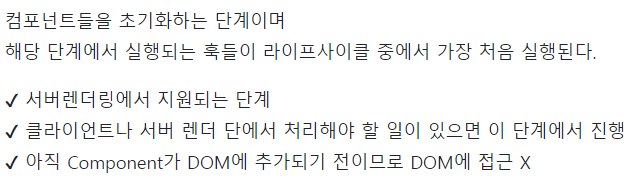 컴포넌트들을 초기화하는 단계이며
해당 단계에서 실행되는 훅들이 라이프사이클 중에서 가장 처음 실행된다.
✓ 서버렌더링에서 지원되는 단계
✓ 클라이언트나 서버 렌더 단에서 처리해야 할 일이 있으면 이 단계에서 진행
✓ 아직 Component가 DOM에 추가되기 전이므로 DOM에 접근 X